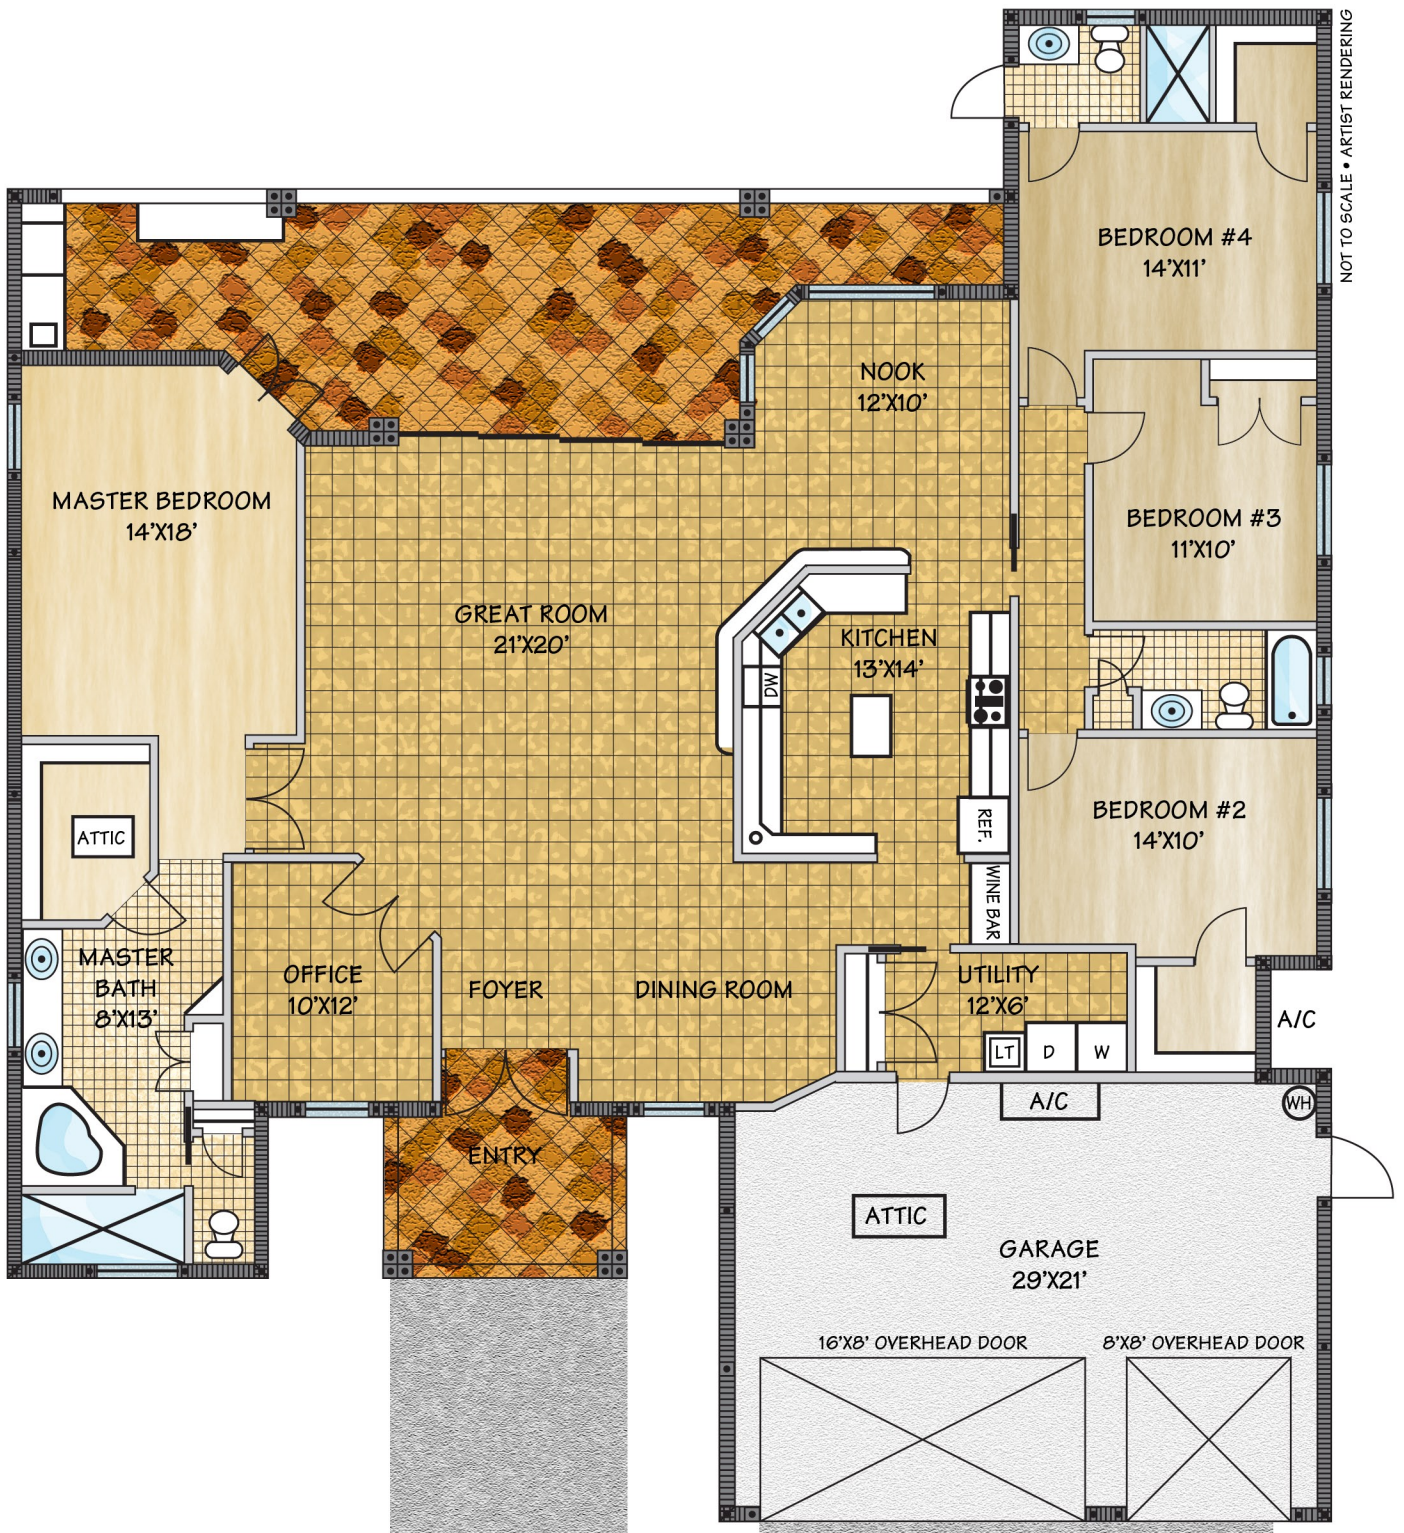 NOT TO SCALE • ARTIST RENDERING
BEDROOM #4
14'X11'
NOOK
12'X10'
MASTER BEDROOM
14'X18'
BEDROOM #3
11'X10'
GREAT ROOM
21'X20'
KITCHEN
13'X14'
DW
REF.
BEDROOM #2
14'X10'
ATTIC
WINE BAR
MASTER
BATH
8'X13'
OFFICE
10'X12'
FOYER
DINING ROOM
UTILITY
12'X6'
A/C
LT
D
W
A/C
WH
ENTRY
ATTIC
GARAGE
29'X21'
16'X8' OVERHEAD DOOR
8'X8' OVERHEAD DOOR